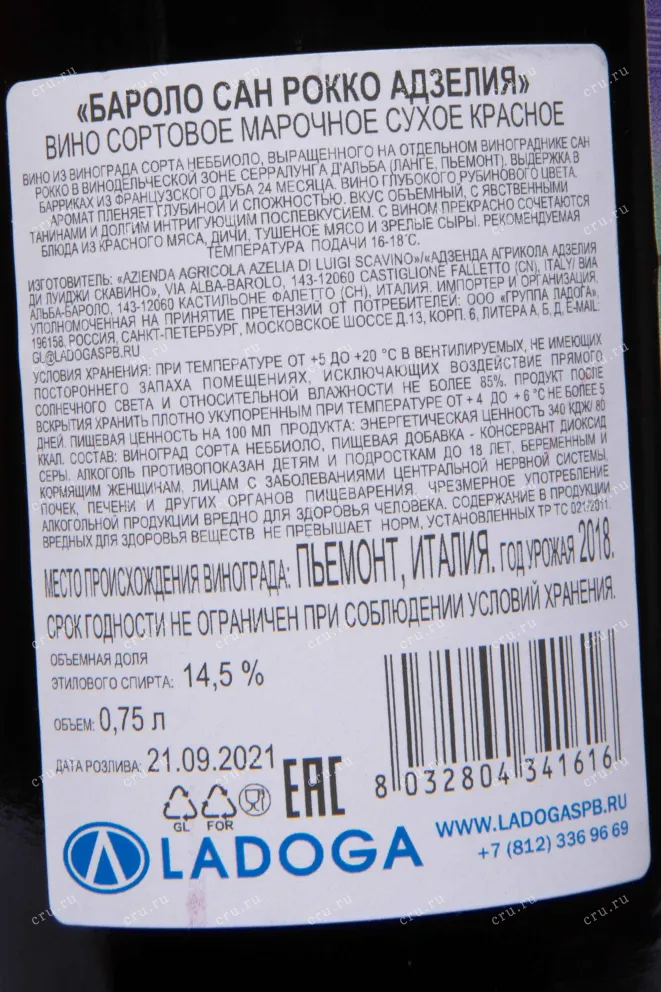 «БАРОЛО САН РОККО АДЗЕЛИЯ»
ВИНО СОРТОВОЕ МАРОЧНОЕ СУХОЕ КРАСНОЕ
ВИНО ИЗ ВИНОГРАДА СОРТА НЕББИОЛО, ВЫРАЩЕННОГО НА ОТДЕЛЬНОМ ВИНОГРАДНИКЕ САН
РОККО В ВИНОДЕЛЬЧЕСКОЙ ЗОНЕ СЕРРАЛУНГА Д'АЛЬБА (ЛАНГЕ, ПЬЕМОНТ). ВЫДЕРЖКА В
БАРРИКАХ ИЗ ФРАНЦУЗСКОГО ДУБА 24 МЕСЯЦА. ВИНО ГЛУБОКОГО РУБИНОВОГО ЦВЕТА.
АРОМАТ ПЛЕНЯЕТ ГЛУБИНОЙ И СЛОЖНОСТЬЮ. ВКУС ОБЪЕМНЫЙ, С ЯВСТВЕННЫМИ
ТАНИНАМИ И ДОЛГИМ ИНТРИГУЮЩИМ ПОСЛЕВКУСИЕМ. С ВИНОМ ПРЕКРАСНО СОЧЕТАЮТСЯ
БЛЮДА ИЗ КРАСНОГО МЯСА, ДИЧИ, ТУШЕНОЕ МЯСО И ЗРЕЛЫЕ СЫРЫ. РЕКОМЕНДУЕМАЯ
ТЕМПЕРАТУРА ПОДАЧИ 16-18°С.
ИЗГОТОВИТЕЛЬ: «AZIENDA AGRICOLA AZELIA DI LUIGI SCAVINO»/«АДЗЕНДА АГРИКОЛА АДЗЕЛИЯ
ДИ ЛУИДЖИ СКАВИНО», VIA ALBA-BAROLO, 143-12060 CASTIGLIONE FALLETTO (CN), ITALY/ ВИА
АЛЬБА-БАРОЛО, 143-12060 КАСТИЛЬОНЕ ФАЛЕТТО (СН), ИТАЛИЯ. ИМПОРТЕР И ОРГАНИЗАЦИЯ,
УПОЛНОМОЧЕННАЯ НА ПРИНЯТИЕ ПРЕТЕНЗИЙ ОТ ПОТРЕБИТЕЛЕЙ: ООО «ГРУППА ЛАДОГА»,
196158, РОССИЯ, САНКТ-ПЕТЕРБУРГ, МОСКОВСКОЕ ШОССЕ Д.13, КОРП. 6, ЛИТЕРА А, Б, Д, E-MAIL:
GL@LADOGASPB.RU
УСЛОВИЯ ХРАНЕНИЯ: ПРИ ТЕМПЕРАТУРЕ ОТ +5 ДО +20 °С В ВЕНТИЛИРУЕМЫХ, НЕ ИМЕЮЩИХ
ПОСТОРОННЕГО ЗАПАХА ПОМЕЩЕНИЯХ, ИСКЛЮЧАЮЩИХ ВОЗДЕЙСТВИЕ ПРЯМОГО
СОЛНЕЧНОГО СВЕТА И ОТНОСИТЕЛЬНОЙ ВЛАЖНОСТИ НЕ БОЛЕЕ 85%. ПРОДУКТ ПОСЛЕ
ВСКРЫТИЯ ХРАНИТЬ ПЛОТНО УКУПОРЕННЫМ ПРИ ТЕМПЕРАТУРЕ ОТ + 4 ДО + 6 °С НЕ БОЛЕЕ 5
ДНЕЙ. ПИЩЕВАЯ ЦЕННОСТЬ НА 100 МЛ ПРОДУКТА: ЭНЕРГЕТИЧЕСКАЯ ЦЕННОСТЬ 340 КДЖ/ 80
ККАЛ. СОСТАВ: ВИНОГРАД СОРТА НЕББИОЛО, ПИЩЕВАЯ ДОБАВКА - КОНСЕРВАНТ ДИОКСИД
СЕРЫ. АЛКОГОЛЬ ПРОТИВОПОКАЗАН ДЕТЯМ И ПОДРОСТКАМ ДО 18 ЛЕТ, БЕРЕМЕННЫМ И
КОРМЯЩИМ ЖЕНЩИНАМ, ЛИЦАМ С ЗАБОЛЕВАНИЯМИ ЦЕНТРАЛЬНОЙ НЕРВНОЙ СИСТЕМЫ,
ПОЧЕК, ПЕЧЕНИ И ДРУГИХ ОРГАНОВ ПИЩЕВАРЕНИЯ. ЧРЕЗМЕРНОЕ УПОТРЕБЛЕНИЕ
АЛКОГОЛЬНОЙ ПРОДУКЦИИ ВРЕДНО ДЛЯ ЗДОРОВЬЯ ЧЕЛОВЕКА. СОДЕРЖАНИЕ В ПРОДУКЦИИ
ВРЕДНЫХ ДЛЯ ЗДОРОВЬЯ ВЕЩЕСТВ НЕ ПРЕВЫШАЕТ НОРМ, УСТАНОВЛЕННЫХ ТР ТС 021/2011.
МЕСТО ПРОИСХОЖДЕНИЯ ВИНОГРАДА: ПЬЕМОНТ, ИТАЛИЯ. ГОД УРОЖАЯ 2018.
СРОК ГОДНОСТИ НЕ ОГРАНИЧЕН ПРИ СОБЛЮДЕНИИ УСЛОВИЙ ХРАНЕНИЯ.
ОБЪЕМНАЯ ДОЛЯ
ЭТИЛОВОГО СПИРТА: 14,5 %
ОБЪЕМ: 0,75 л
ДАТА РОЗЛИВА: 21.09.2021
EAC
8 032804 341616
GL FOR
LADOGA
WWW.LADOGASPB.RU
+7 (812) 336 96 69